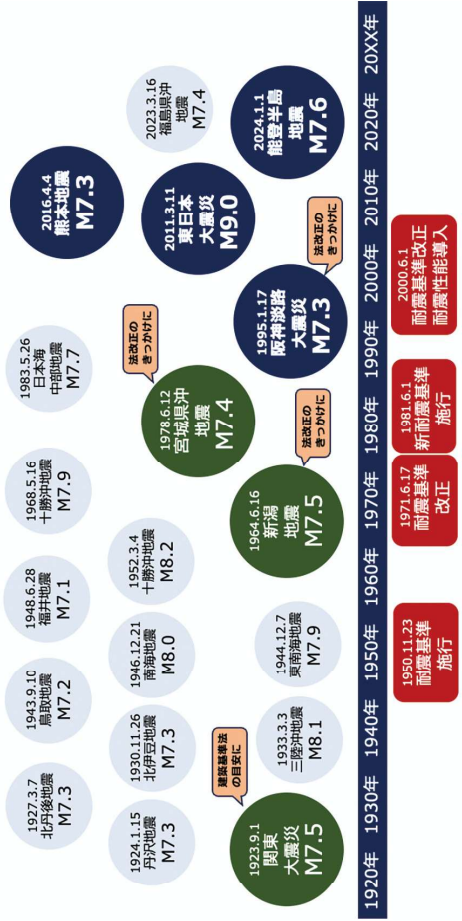 1927.3.7
北丹後地震
M7.3
1943.9.10
鳥取地震
M7.2
1948.6.28
福井地震
M7.1
1968.5.16
十勝沖地震
M7.9
1983.5.26
日本海
中部地震
M7.7
2016.4.4
熊本地震
M7.3
1924.1.15
丹沢地震
M7.3
1930.11.26
北伊豆地震
M7.3
1946.12.21
南海地震
M8.0
1952.3.4
十勝沖地震
M8.2
1978.6.12
宮城県沖
地震
M7.4
法改正の
きっかけに
2011.3.11
東日本
大震災
M9.0
2023.3.16
福島県沖
地震
M7.4
1923.9.1
関東
大震災
M7.5
建築基準法
の目安に
1933.3.3
三陸沖地震
M8.1
1944.12.7
東南海地震
M7.9
1964.6.16
新潟
地震
M7.5
法改正の
きっかけに
1995.1.17
阪神淡路
大震災
M7.3
法改正の
きっかけに
2024.1.1
能登半島
地震
M7.6
1920年 1930年 1940年 1950年 1960年 1970年 1980年 1990年 2000年 2010年 2020年 20XX年
1950.11.23
耐震基準
施行
1971.6.17
耐震基準
改正
1981.6.1
新耐震基準
施行
2000.6.1
耐震基準改正
耐震性能導入